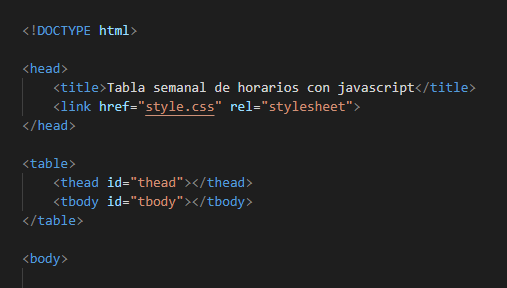 <!DOCTYPE html>
<head>
<title>Tabla semanal de horarios con javascript</title>
<link href="style.css" rel="stylesheet">
</head>
<table>
<thead id="thead"></thead>
<tbody id="tbody"></tbody>
</table>
<body>